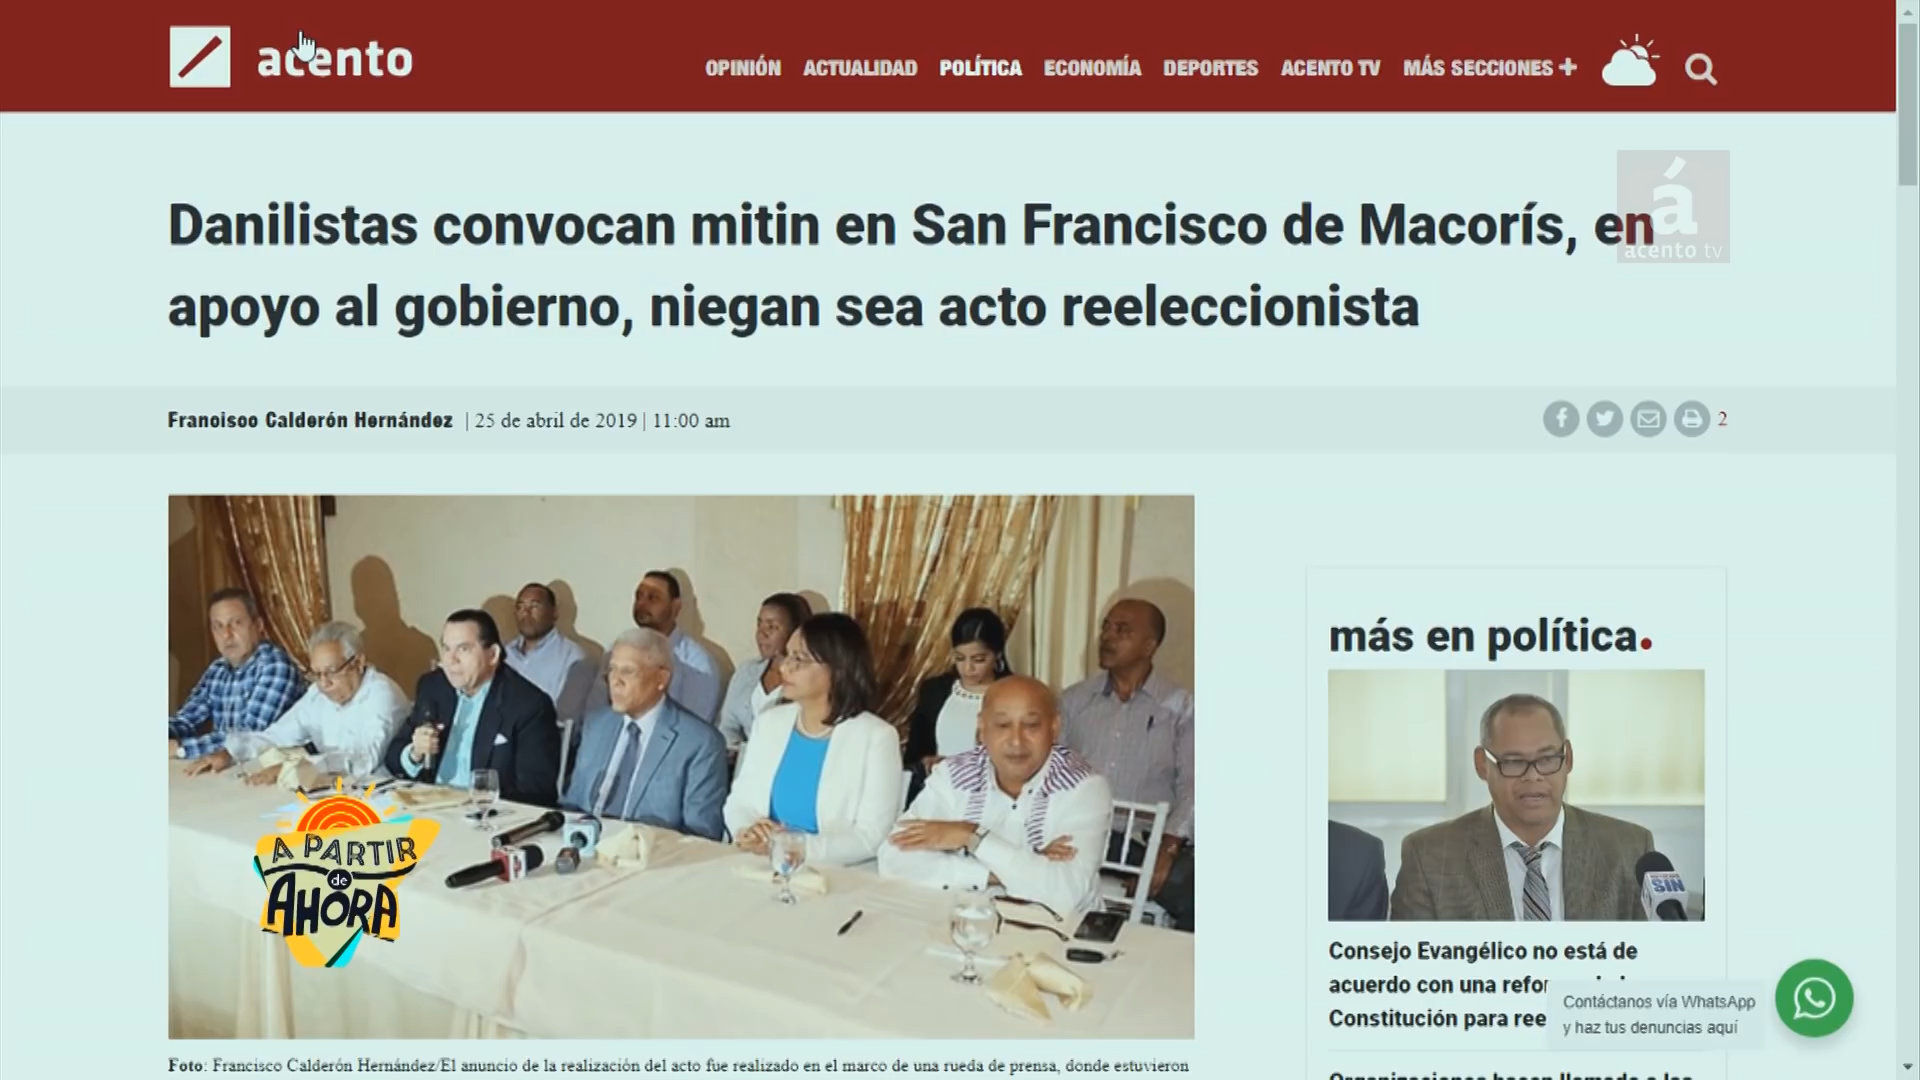 acento
OPINIÓN ACTUALIDAD POLÍTICA ECONOMÍA DEPORTES ACENTO TV MÁS SECCIONES +
á
acento tv
Danilistas convocan mitin en San Francisco de Macorís, en
apoyo al gobierno, niegan sea acto reeleccionista
Francisco Calderón Hernández | 25 de abril de 2019 | 11:00 am
2
A PARTIR
de
AHORA
más en política.
SIN
Consejo Evangélico no está de
acuerdo con una
Constitución para
Contáctanos vía WhatsApp
y haz tus denuncias aquí
Foto: Francisco Calderón Hernández/El anuncio de la realización del acto fue realizado en el marco de una rueda de prensa, donde estuvieron